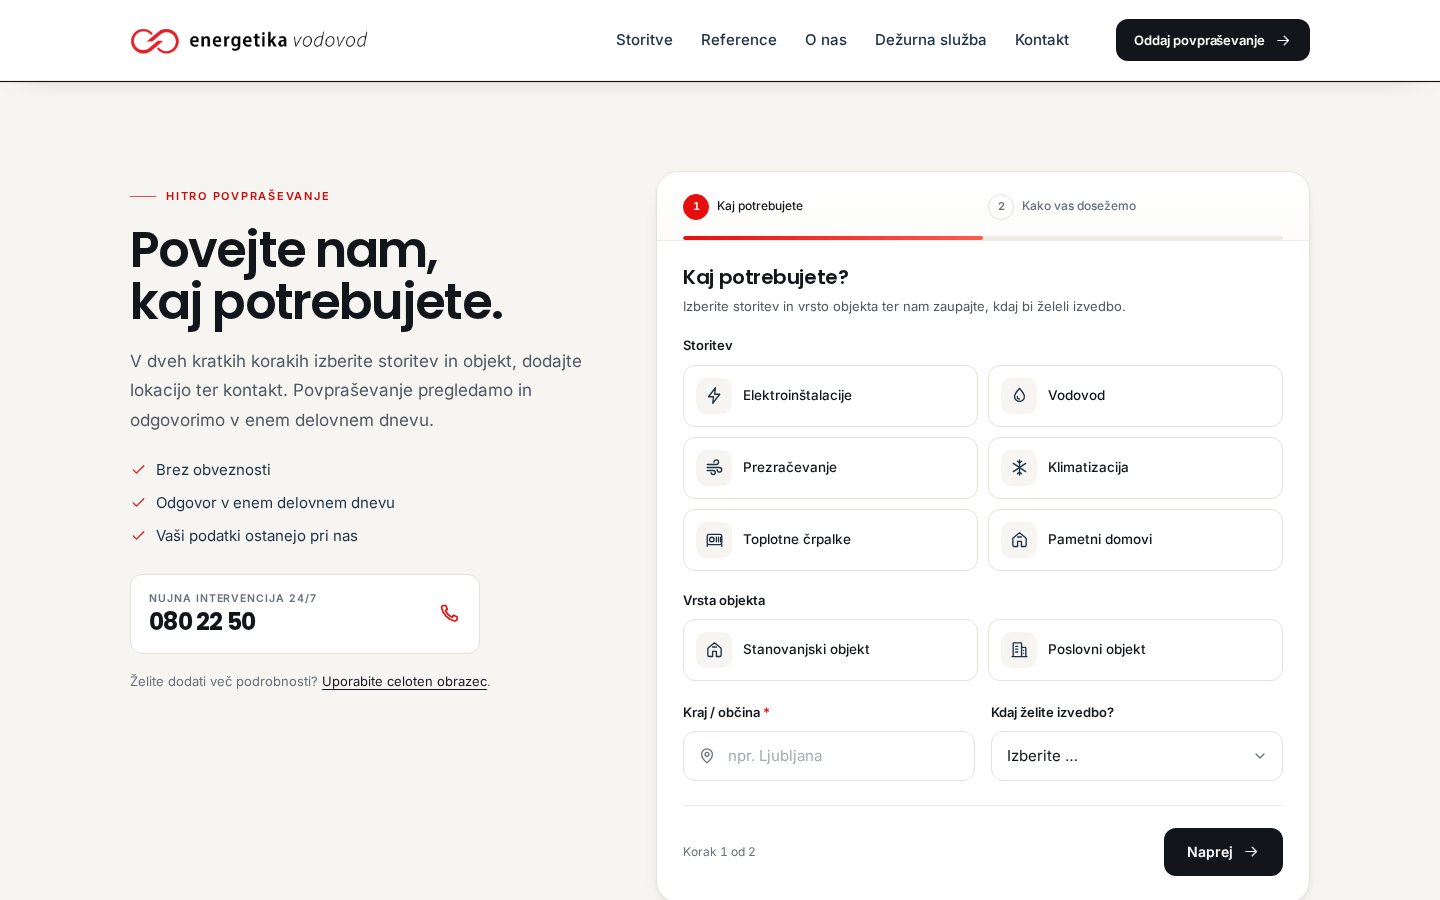 energetika vodovod
Storitve
Reference
O nas
Dežurna služba
Kontakt
Oddaj povpraševanje
HITRO POVPRAŠEVANJE
Povejte nam,
kaj potrebujete.
V dveh kratkih korakih izberite storitev in objekt, dodajte
lokacijo ter kontakt. Povpraševanje pregledamo in
odgovorimo v enem delovnem dnevu.
Brez obveznosti
Odgovor v enem delovnem dnevu
Vaši podatki ostanejo pri nas
NUJNA INTERVENCIJA 24/7
080 22 50
Želite dodati več podrobnosti? Uporabite celoten obrazec.
1 Kaj potrebujete
2 Kako vas dosežemo
Kaj potrebujete?
Izberite storitev in vrsto objekta ter nam zaupajte, kdaj bi želeli izvedbo.
Storitev
Elektroinštalacije
Vodovod
Prezračevanje
Klimatizacija
Toplotne črpalke
Pametni domovi
Vrsta objekta
Stanovanjski objekt
Poslovni objekt
Kraj / občina *
Kdaj želite izvedbo?
npr. Ljubljana
Izberite ...
Korak 1 od 2
Naprej